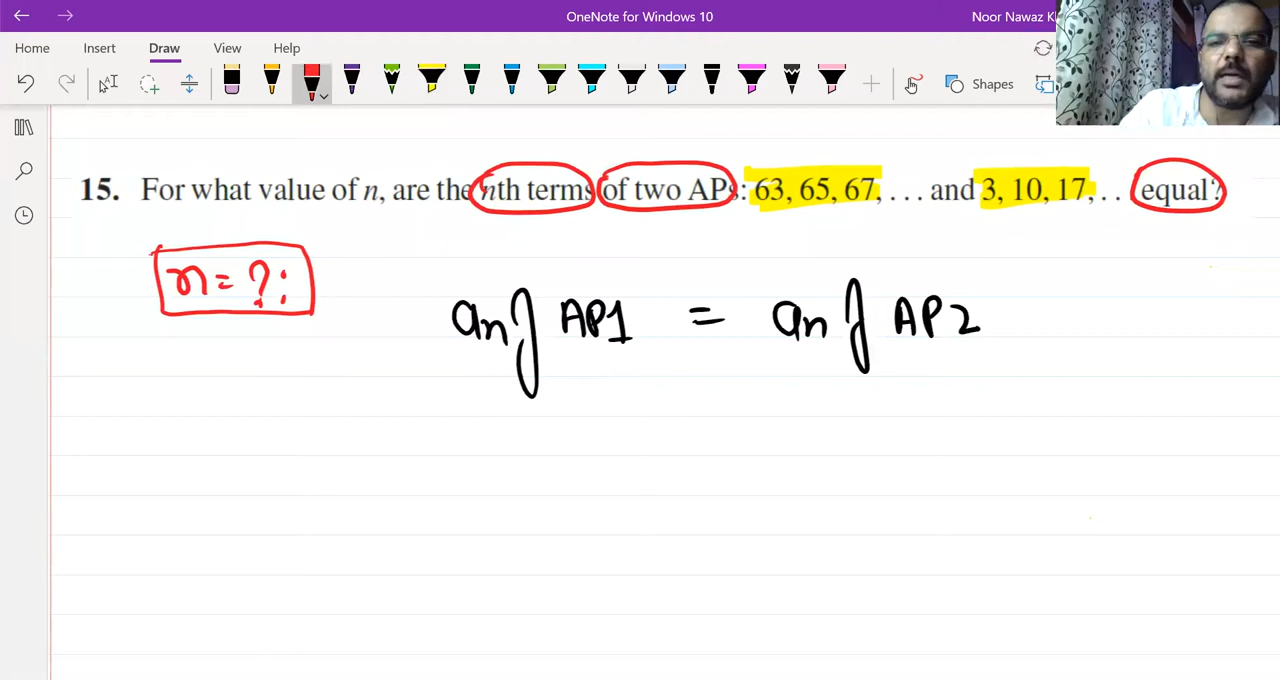 OneNote for Windows 10
Noor Nawaz K
Home Insert Draw View Help
Shapes
15. For what value of n, are the nth terms of two APs: 63, 65, 67, . . . and 3, 10, 17, . . . equal?
n = ? :
an of AP1 = an of AP2